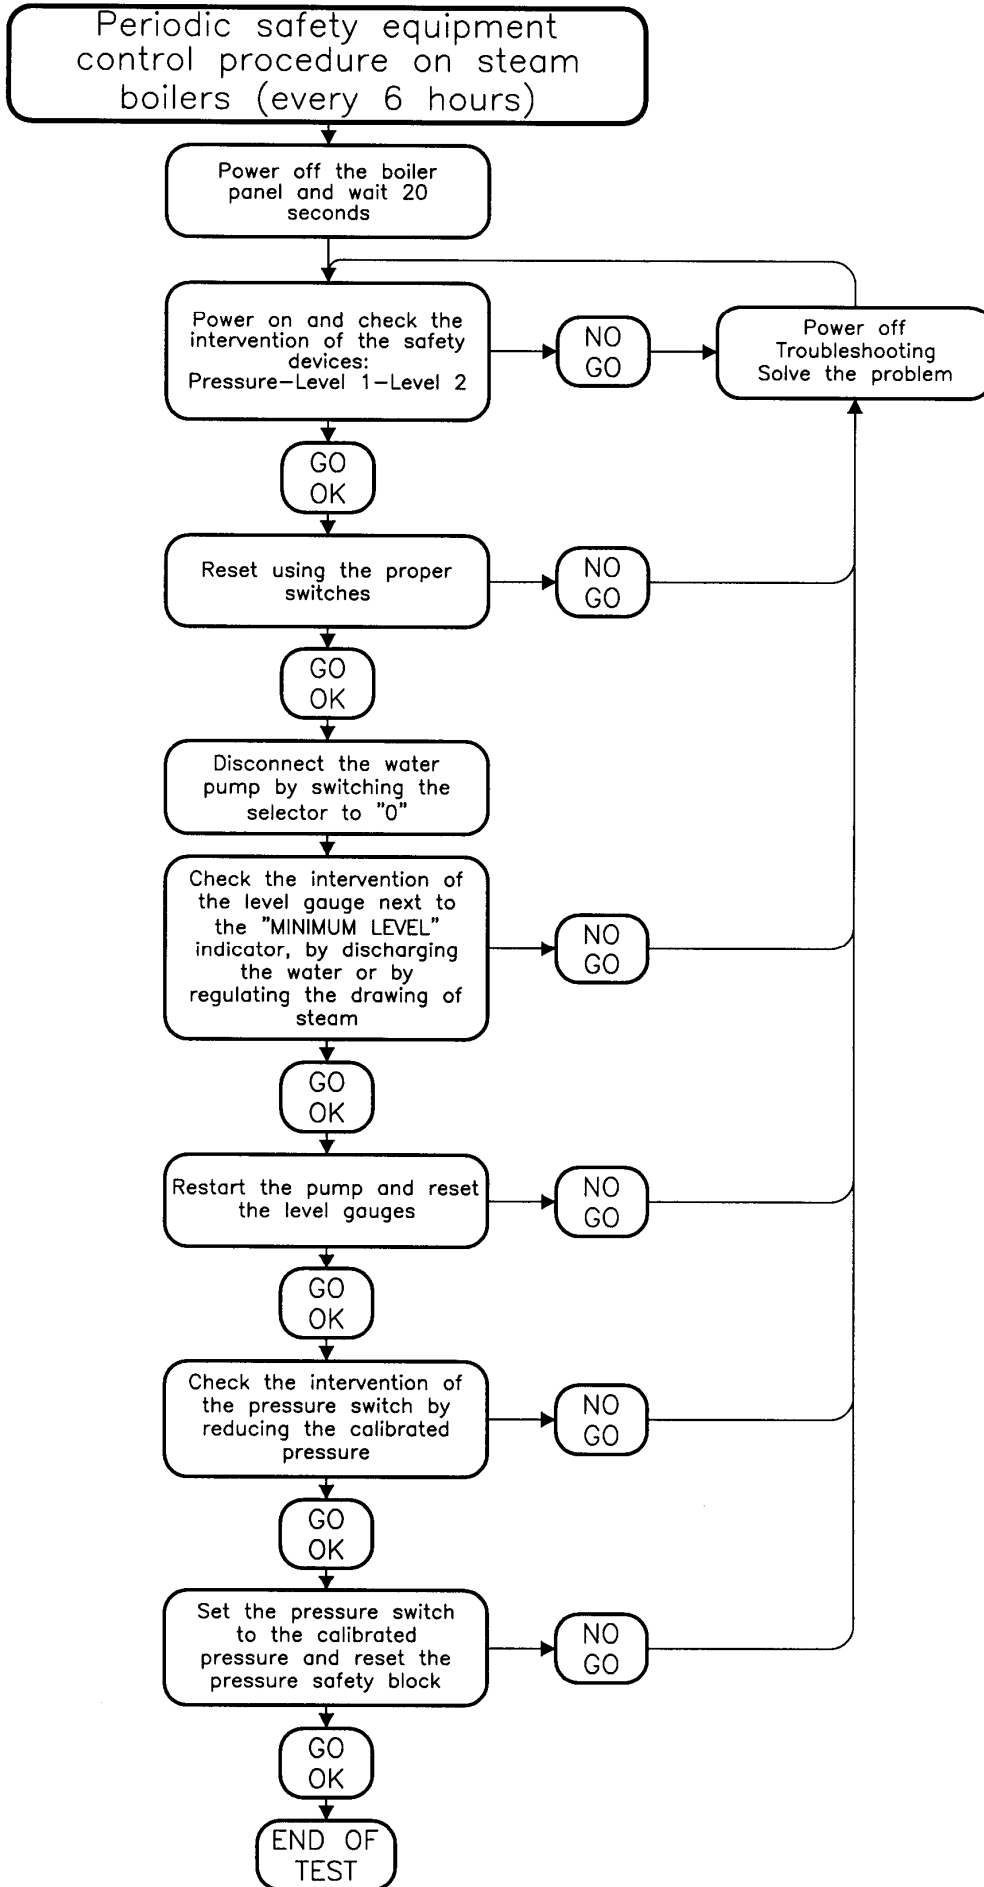 Periodic safety equipment
control procedure on steam
boilers (every 6 hours)
Power off the boiler
panel and wait 20
seconds
Power on and check the
intervention of the safety
devices:
Pressure-Level 1-Level 2
NO
GO
Power off
Troubleshooting
Solve the problem
GO
OK
Reset using the proper
switches
NO
GO
GO
OK
Disconnect the water
pump by switching the
selector to "0"
Check the intervention of
the level gauge next to
the "MINIMUM LEVEL"
indicator, by discharging
the water or by
regulating the drawing of
steam
NO
GO
GO
OK
Restart the pump and reset
the level gauges
NO
GO
GO
OK
Check the intervention of
the pressure switch by
reducing the calibrated
pressure
NO
GO
GO
OK
Set the pressure switch
to the calibrated
pressure and reset the
pressure safety block
NO
GO
GO
OK
END OF
TEST